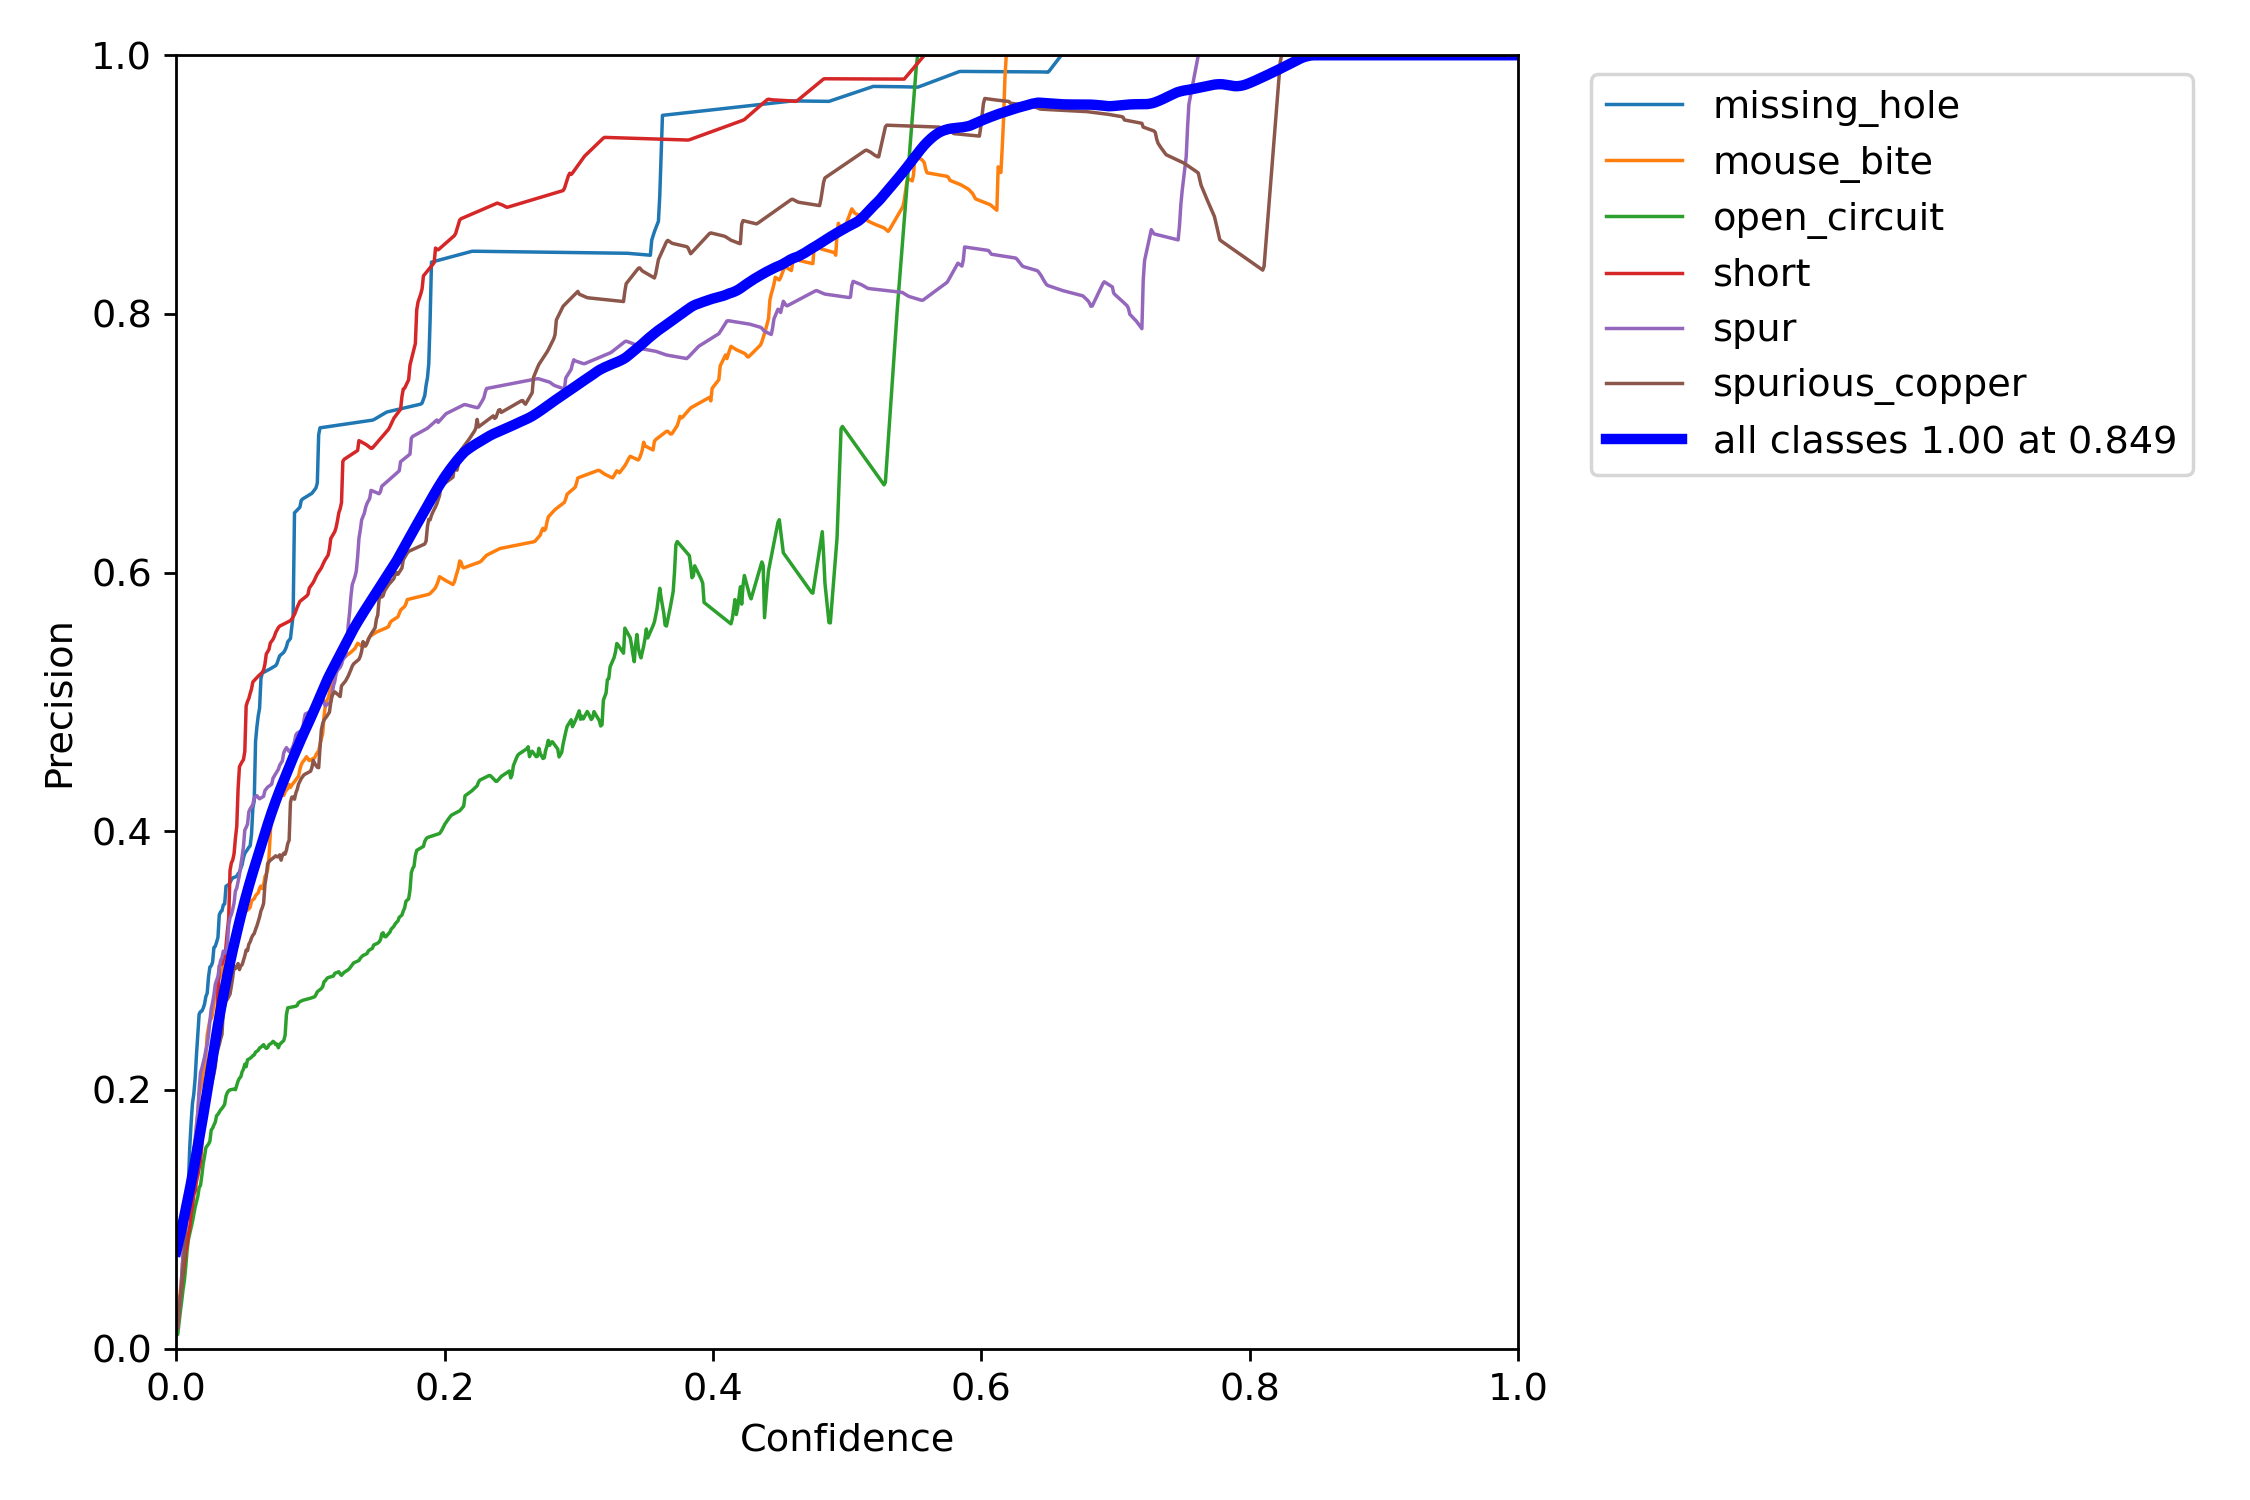 1.0
0.8
0.6
0.4
0.2
0.0
Precision
0.0 0.2 0.4 0.6 0.8 1.0
Confidence
missing_hole
mouse_bite
open_circuit
short
spur
spurious_copper
all classes 1.00 at 0.849